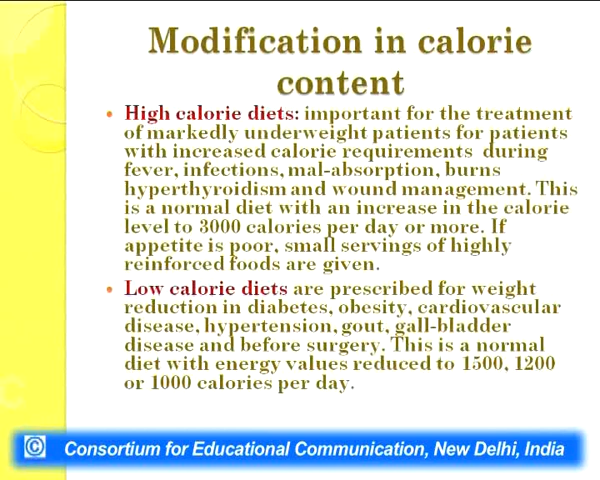 Modification in calorie
content
• High calorie diets: important for the treatment
of markedly underweight patients for patients
with increased calorie requirements during
fever, infections, mal-absorption, burns
hyperthyroidism and wound management. This
is a normal diet with an increase in the calorie
level to 3000 calories per day or more. If
appetite is poor, small servings of highly
reinforced foods are given.
• Low calorie diets are prescribed for weight
reduction in diabetes, obesity, cardiovascular
disease, hypertension, gout, gall-bladder
disease and before surgery. This is a normal
diet with energy values reduced to 1500, 1200
or 1000 calories per day.
© Consortium for Educational Communication, New Delhi, India